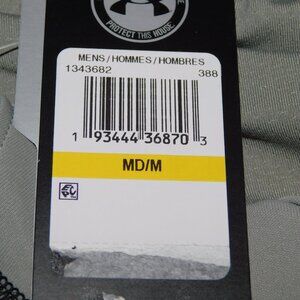 PROTECT THIS HOUSE
MENS / HOMMES / HOMBRES
1343682 388
1 93444 36870 3
MD/M